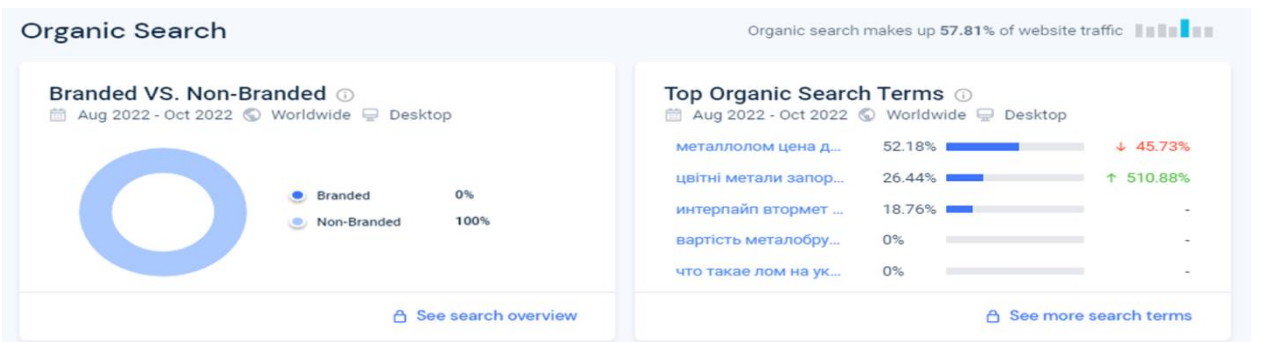 Organic Search
Organic search makes up 57.81% of website traffic
Branded VS. Non-Branded
Aug 2022 - Oct 2022 Worldwide Desktop
Branded 0%
Non-Branded 100%
See search overview
Top Organic Search Terms
Aug 2022 - Oct 2022 Worldwide Desktop
металлолом цена д... 52.18% ↓ 45.73%
цвітні метали запор... 26.44% ↑ 510.88%
интерпайп втормет ... 18.76% -
вартість металобру... 0% -
что такае лом на ук... 0% -
See more search terms